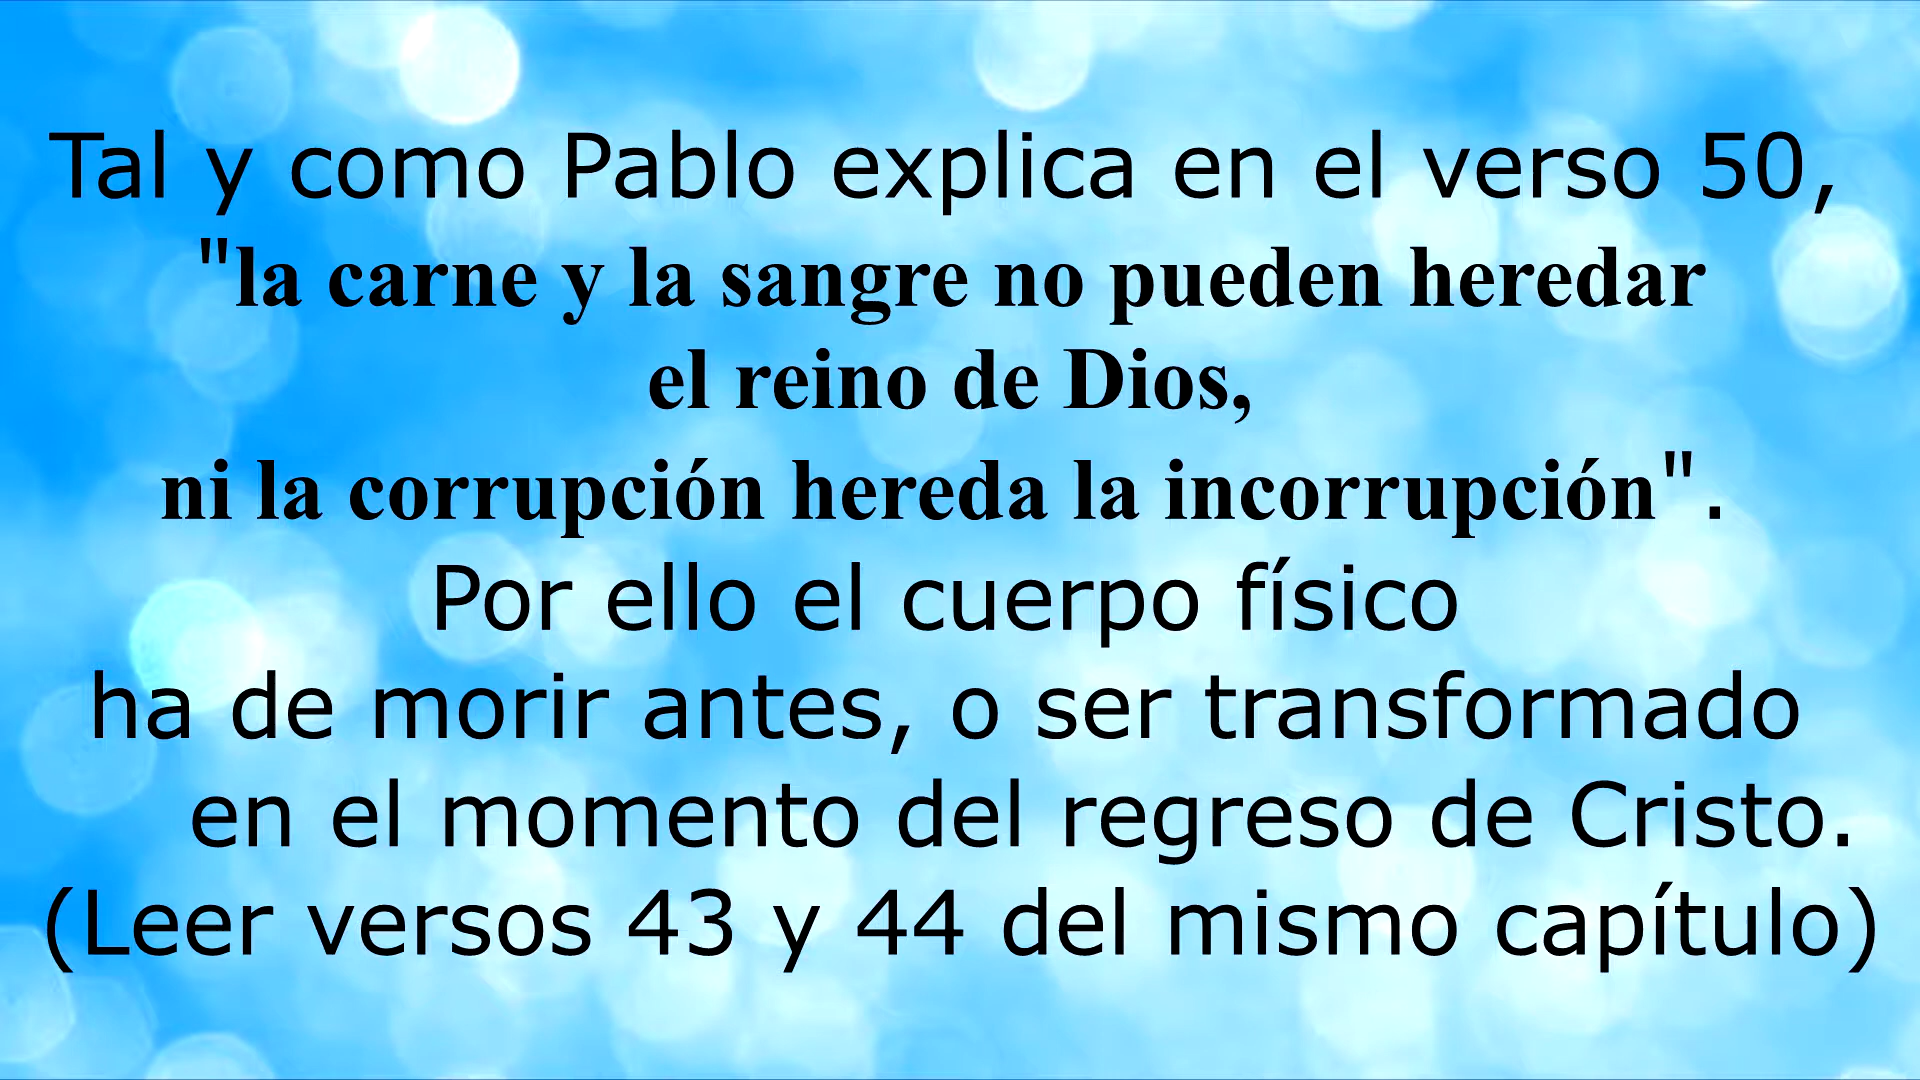 Tal y como Pablo explica en el verso 50,
"la carne y la sangre no pueden heredar
el reino de Dios,
ni la corrupción hereda la incorrupción".
Por ello el cuerpo físico
ha de morir antes, o ser transformado
en el momento del regreso de Cristo.
(Leer versos 43 y 44 del mismo capítulo)